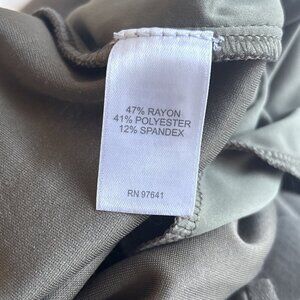 47% RAYON
41% POLYESTER
12% SPANDEX
RN 97641